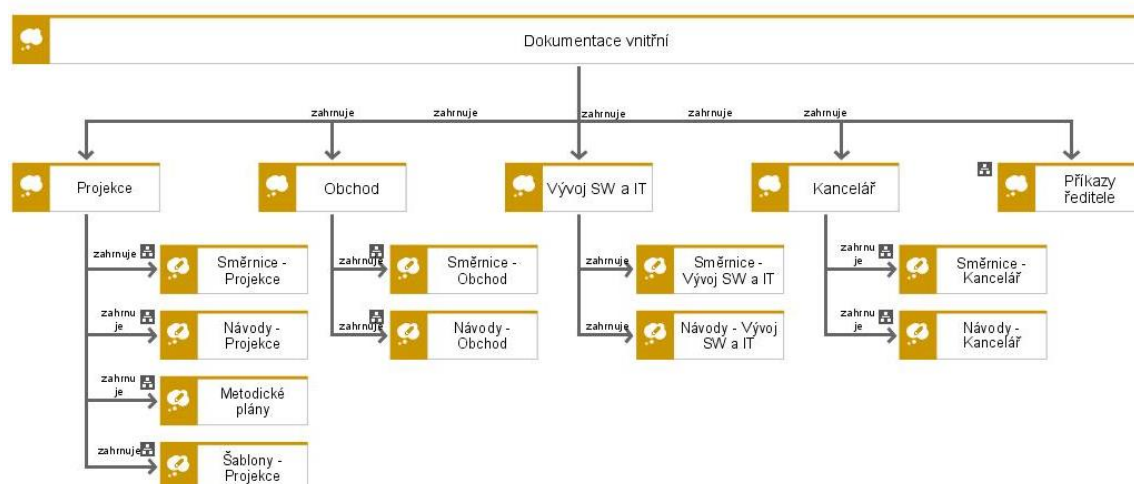 Dokumentace vnitřní
zahrnuje
zahrnuje
zahrnuje
zahrnuje
zahrnuje
Projekce
Obchod
Vývoj SW a IT
Kancelář
Příkazy
ředitele
zahrnuje
Směrnice -
Projekce
zahrnuje
Směrnice -
Obchod
zahrnuje
Směrnice -
Vývoj SW a IT
zahrnu
je
Směrnice -
Kancelář
zahrnu
je
Návody -
Projekce
zahrnuje
Návody -
Obchod
zahrnuje
Návody - Vývoj
SW a IT
zahrnu
je
Návody -
Kancelář
zahrnu
je
Metodické
plány
zahrnuje
Šablony -
Projekce